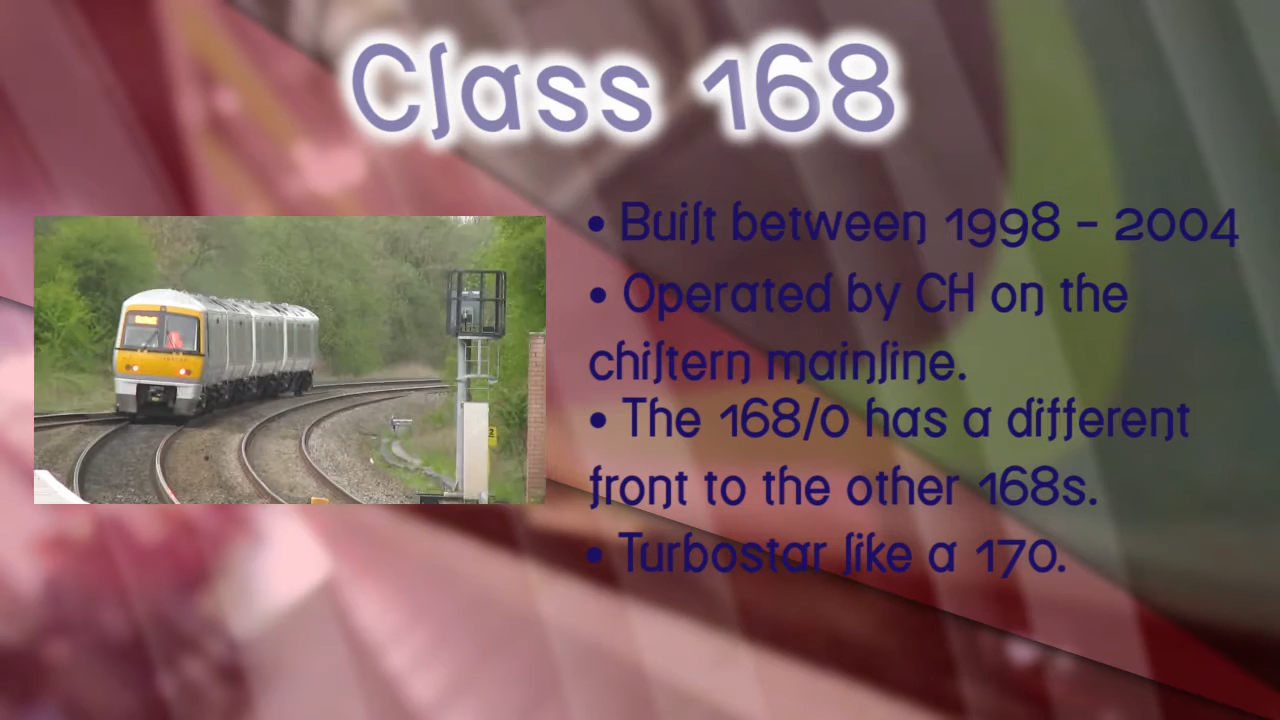 Class 168
• Built between 1998 - 2004
• Operated by CH on the
chiltern mainline.
• The 168/0 has a different
front to the other 168s.
• Turbostar like a 170.